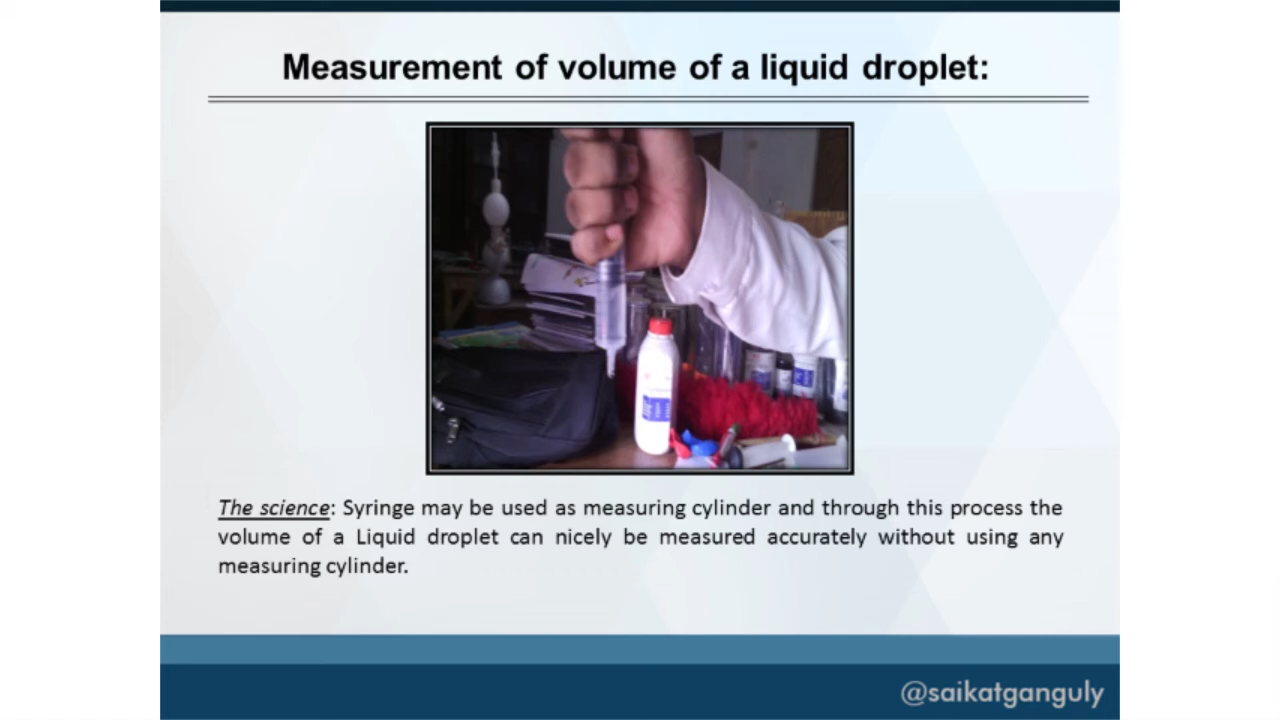 Measurement of volume of a liquid droplet:
The science: Syringe may be used as measuring cylinder and through this process the
volume of a Liquid droplet can nicely be measured accurately without using any
measuring cylinder.
@saikatganguly